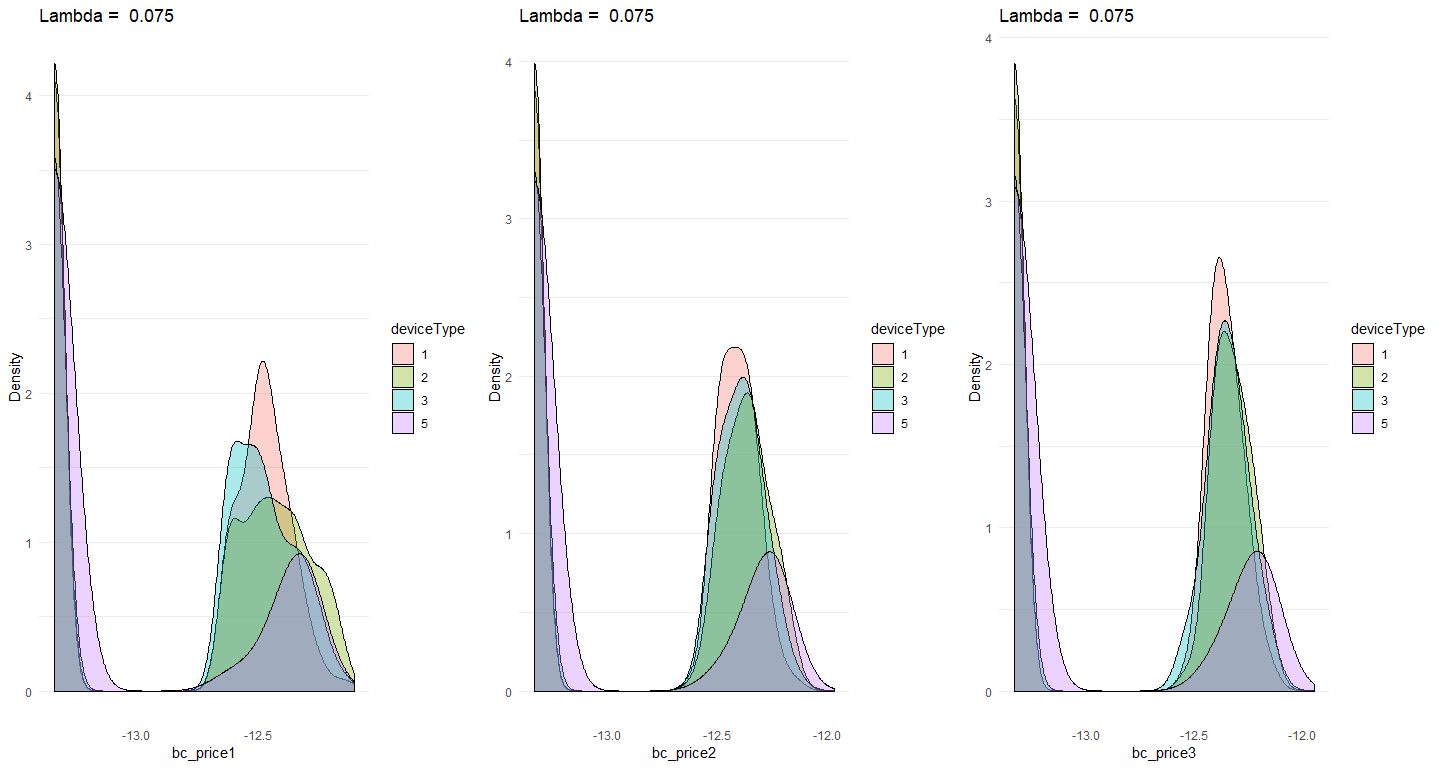 Lambda =  0.075
4
3
2
1
0
Density
-13.0
-12.5
bc_price1
deviceType
1
2
3
5
Lambda =  0.075
4
3
2
1
0
Density
-13.0
-12.5
-12.0
bc_price2
deviceType
1
2
3
5
Lambda =  0.075
4
3
2
1
0
Density
-13.0
-12.5
-12.0
bc_price3
deviceType
1
2
3
5